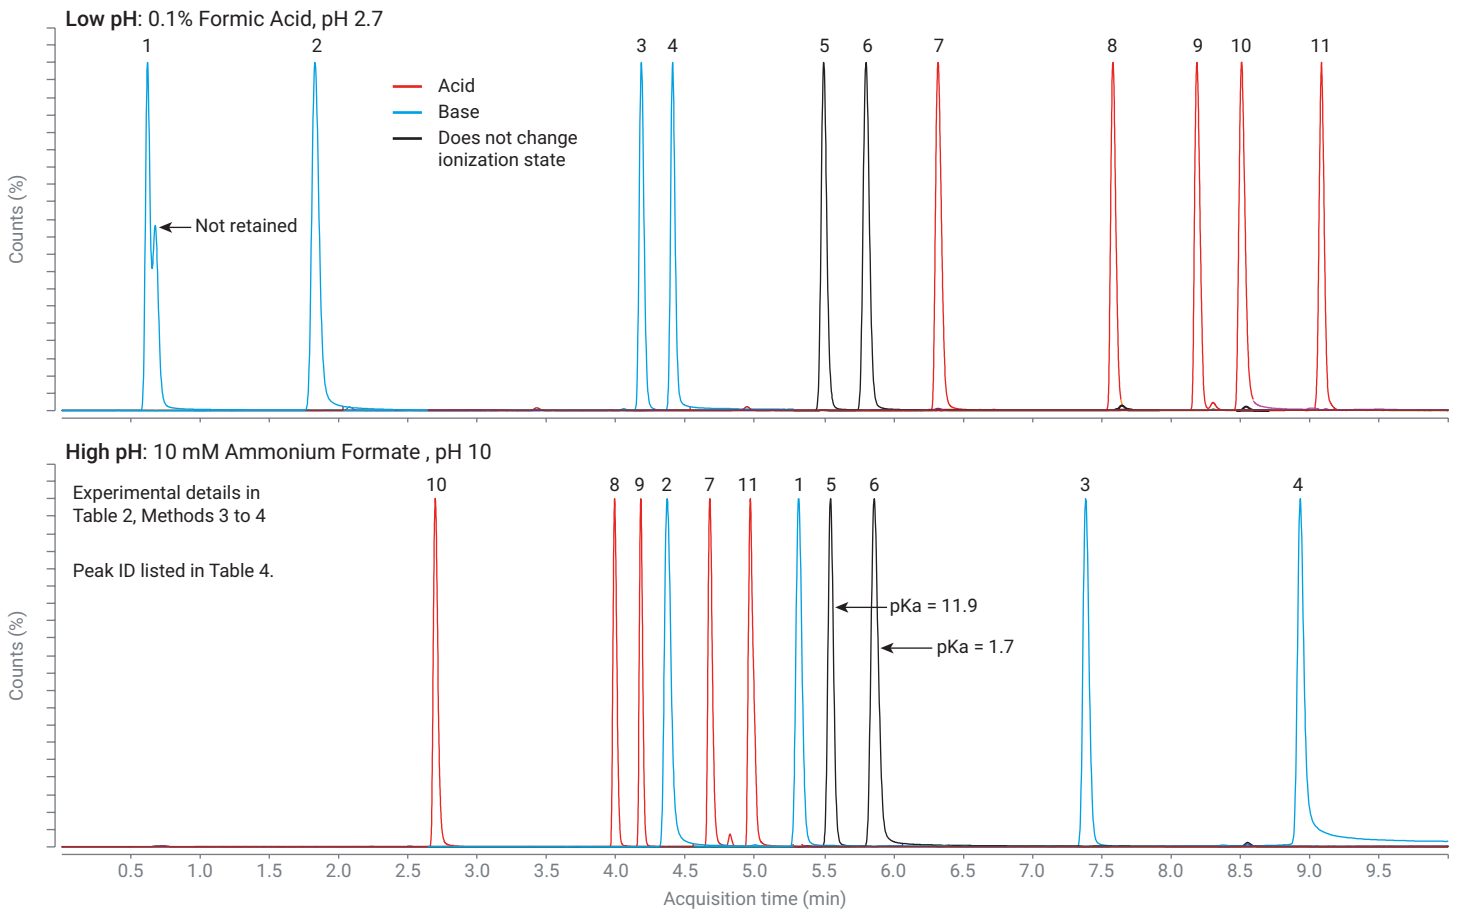 Low pH: 0.1% Formic Acid, pH 2.7
1 2 3 4 5 6 7 8 9 10 11
Acid
Base
Does not change
ionization state
Not retained
Counts (%)
High pH: 10 mM Ammonium Formate , pH 10
Experimental details in
Table 2, Methods 3 to 4
Peak ID listed in Table 4.
10 8 9 2 7 11 1 5 6 3 4
pKa = 11.9
pKa = 1.7
Counts (%)
0.5 1.0 1.5 2.0 2.5 3.0 3.5 4.0 4.5 5.0 5.5 6.0 6.5 7.0 7.5 8.0 8.5 9.0 9.5
Acquisition time (min)